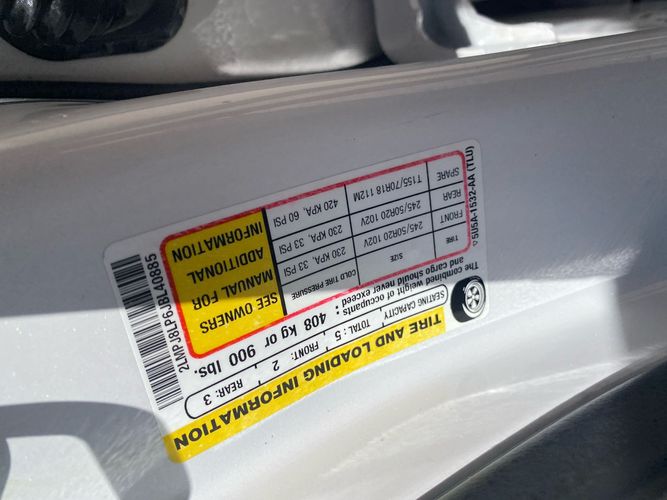 TIRE AND LOADING INFORMATION
SEATING CAPACITY TOTAL: 5 FRONT: 2 REAR: 3
The combined weight of occupants
and cargo should never exceed : 408 kg or 900 lbs.
TIRE SIZE COLD TIRE PRESSURE
FRONT 245/50R20 102V 230 KPA, 33 PSI
REAR 245/50R20 102V 230 KPA, 33 PSI
SPARE T155/70R18 112M 420 KPA, 60 PSI
SEE OWNERS
MANUAL FOR
ADDITIONAL
INFORMATION
5U5A-1532-AA (TLU)
2LMPJ8LP6JBL40885